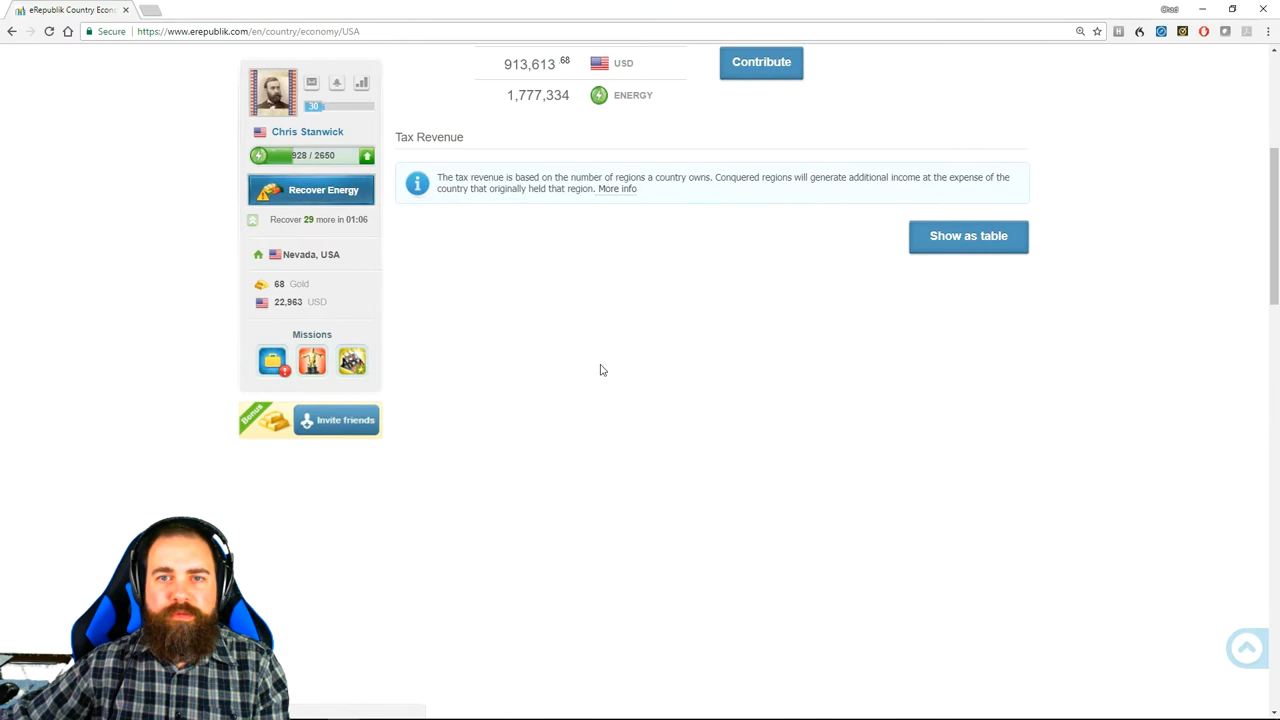 eRepublik Country Econo
Chad
Secure
https://www.erepublik.com/en/country/economy/USA
913,613 .68 USD
Contribute
1,777,334 ENERGY
30
Chris Stanwick
928 / 2650
Recover Energy
Recover 29 more in 01:06
Nevada, USA
68 Gold
22,963 USD
Missions
Bonus
Invite friends
Tax Revenue
The tax revenue is based on the number of regions a country owns. Conquered regions will generate additional income at the expense of the
country that originally held that region. More info
Show as table